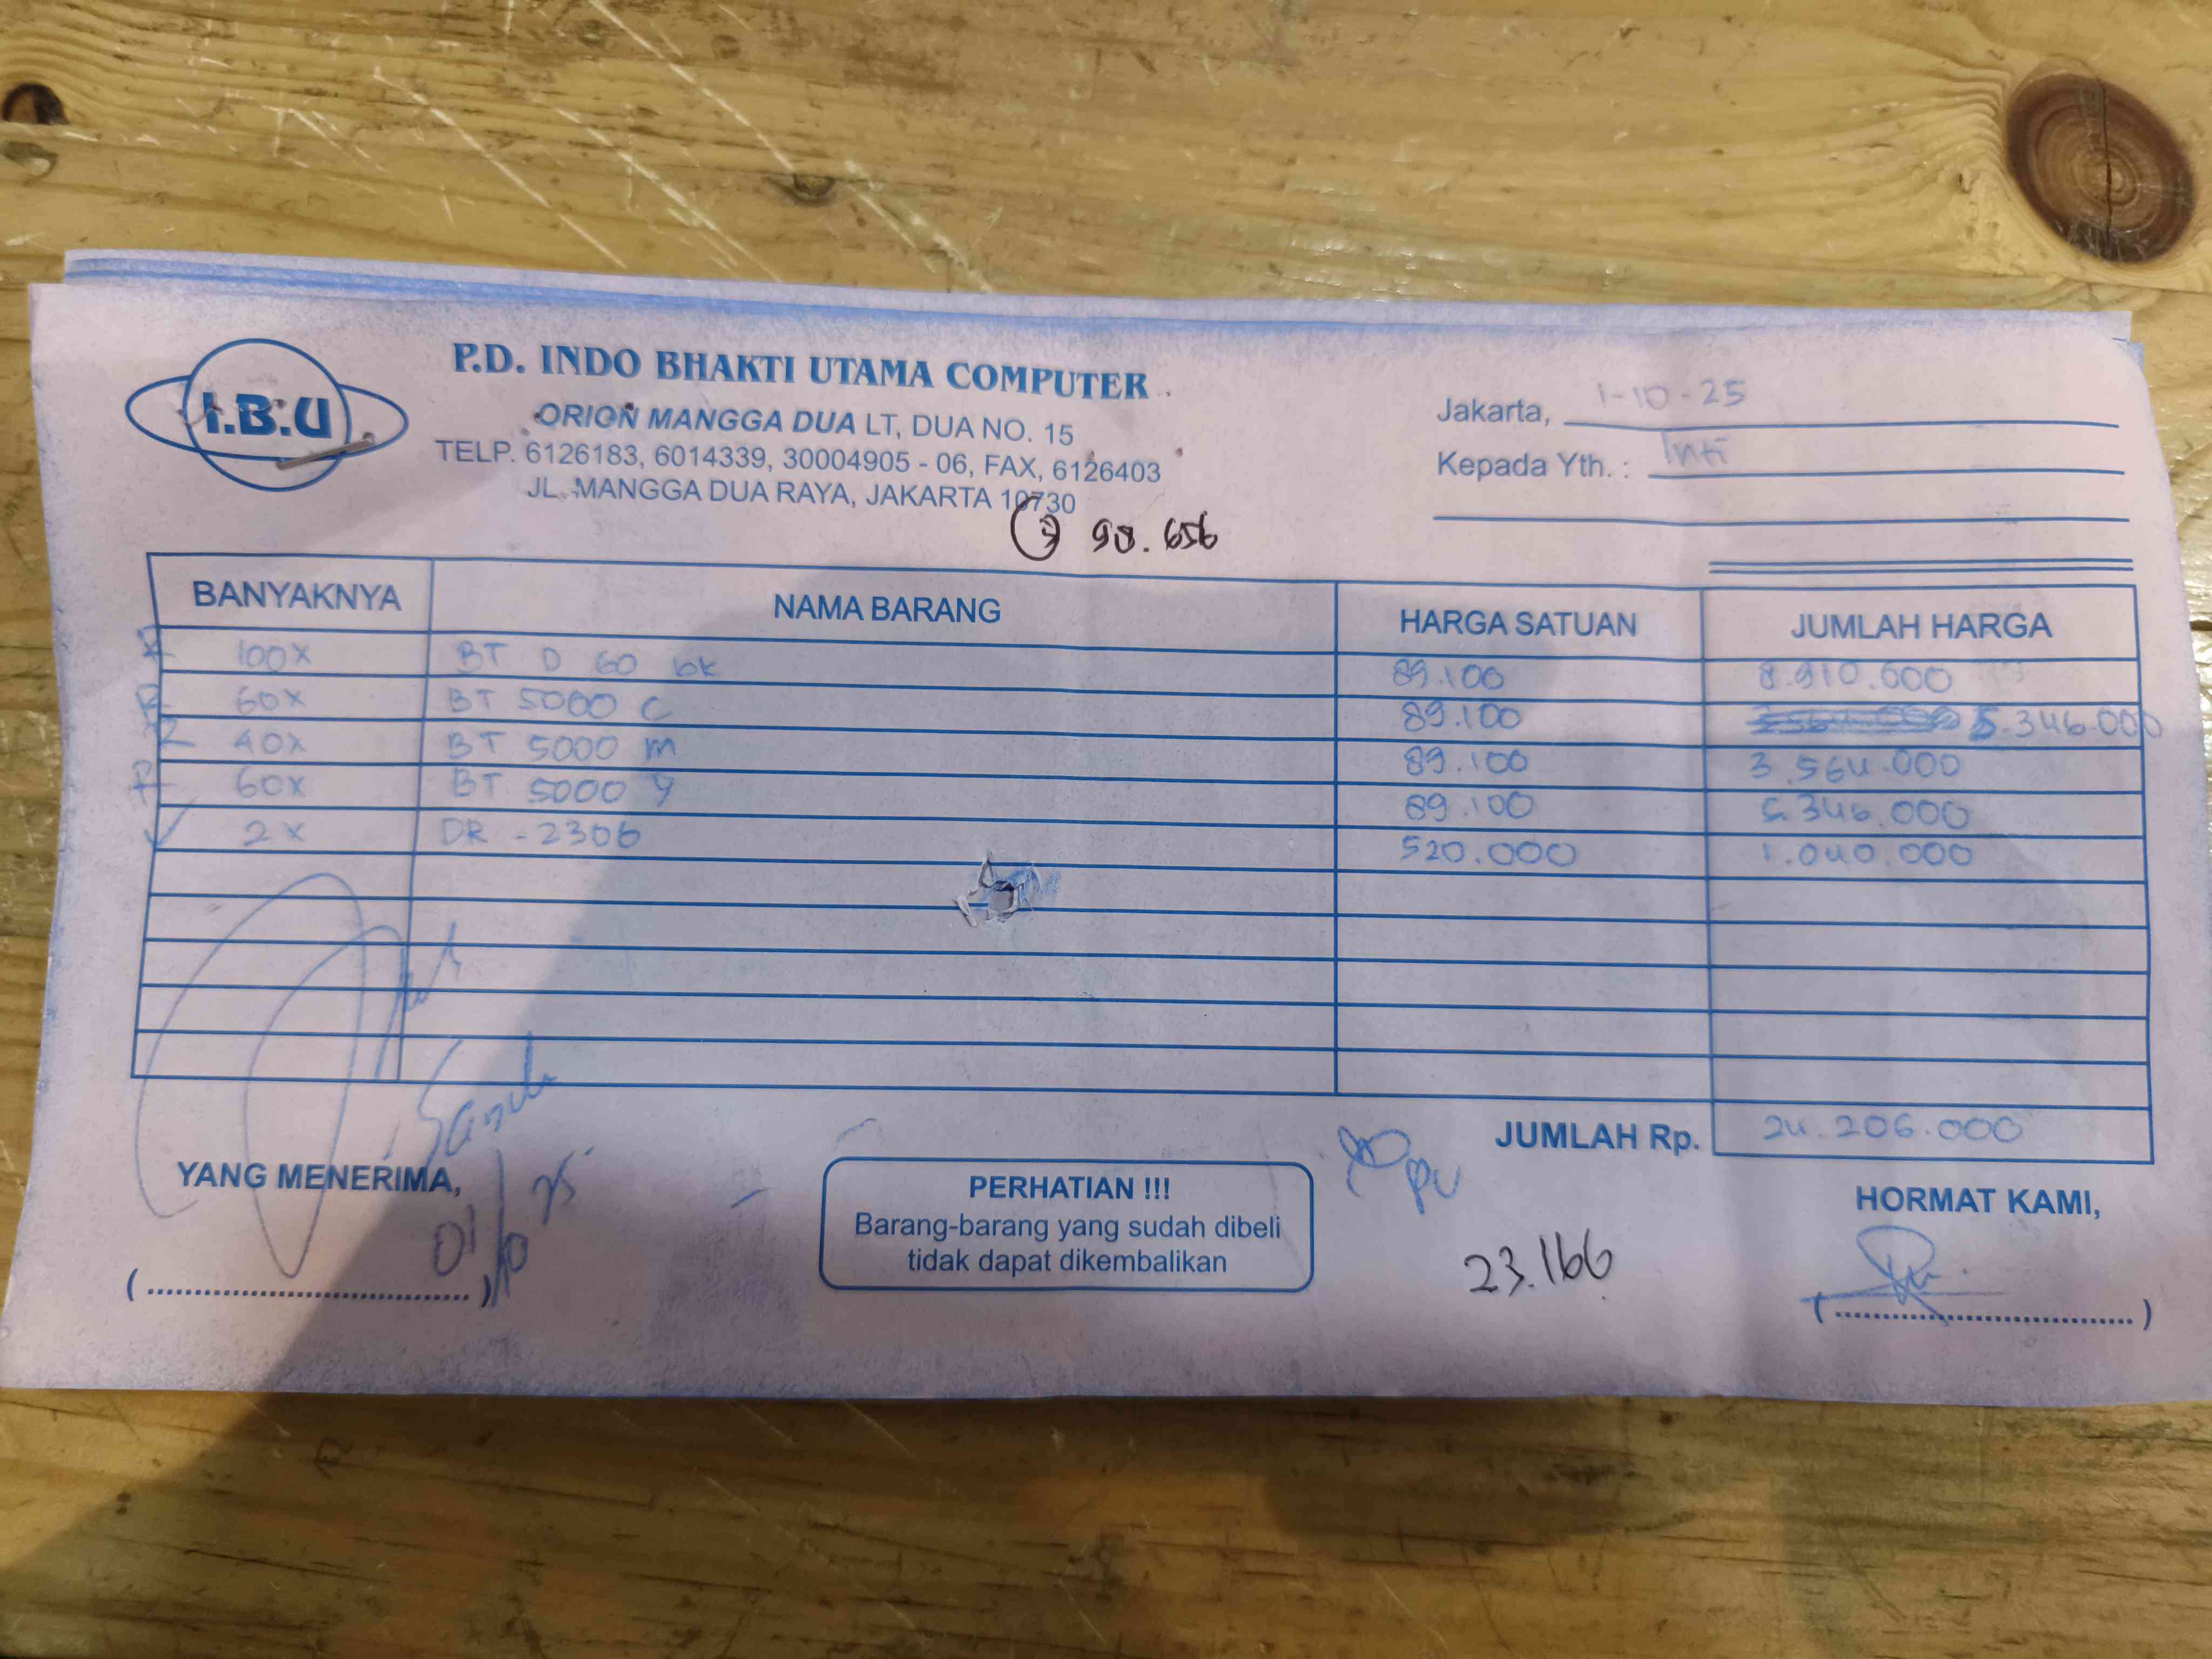 I.B.U
P.D. INDO BHAKTI UTAMA COMPUTER
ORION MANGGA DUA LT, DUA NO. 15
TELP. 6126183, 6014339, 30004905 - 06, FAX, 6126403
JL. MANGGA DUA RAYA, JAKARTA 10730
Jakarta, 1-10-25
Kepada Yth. : Inti
98.656
BANYAKNYA NAMA BARANG HARGA SATUAN JUMLAH HARGA
100x BT D 60 bk 89.100 8.910.000
60x BT 5000 C 89.100 5.346.000
40x BT 5000 m 89.100 3.564.000
60x BT 5000 y 89.100 5.346.000
2x DR - 2306 520.000 1.040.000
JUMLAH Rp. 24.206.000
YANG MENERIMA,
01/10 25
PERHATIAN !!!
Barang-barang yang sudah dibeli
tidak dapat dikembalikan
23.166
HORMAT KAMI,